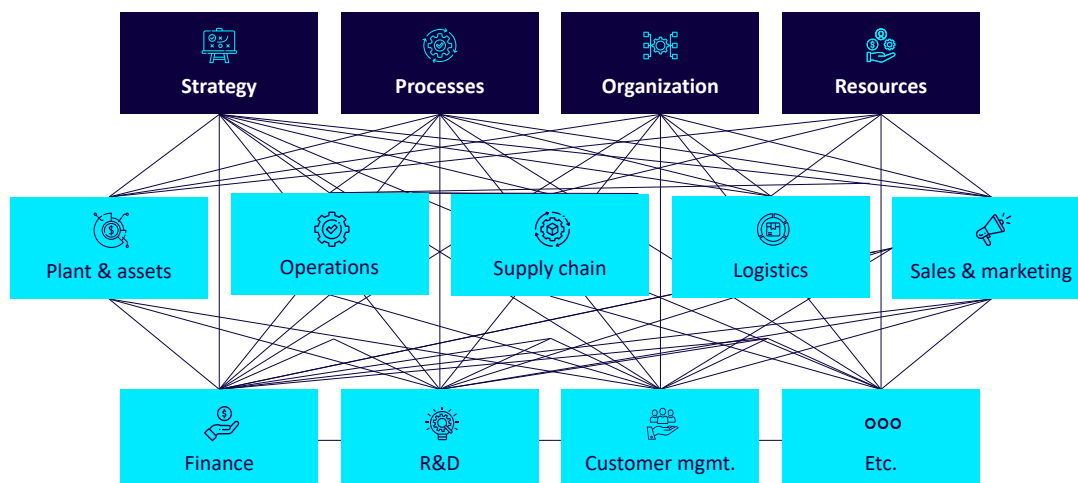 Strategy
Processes
Organization
Resources
Plant & assets
Operations
Supply chain
Logistics
Sales & marketing
Finance
R&D
Customer mgmt.
Etc.